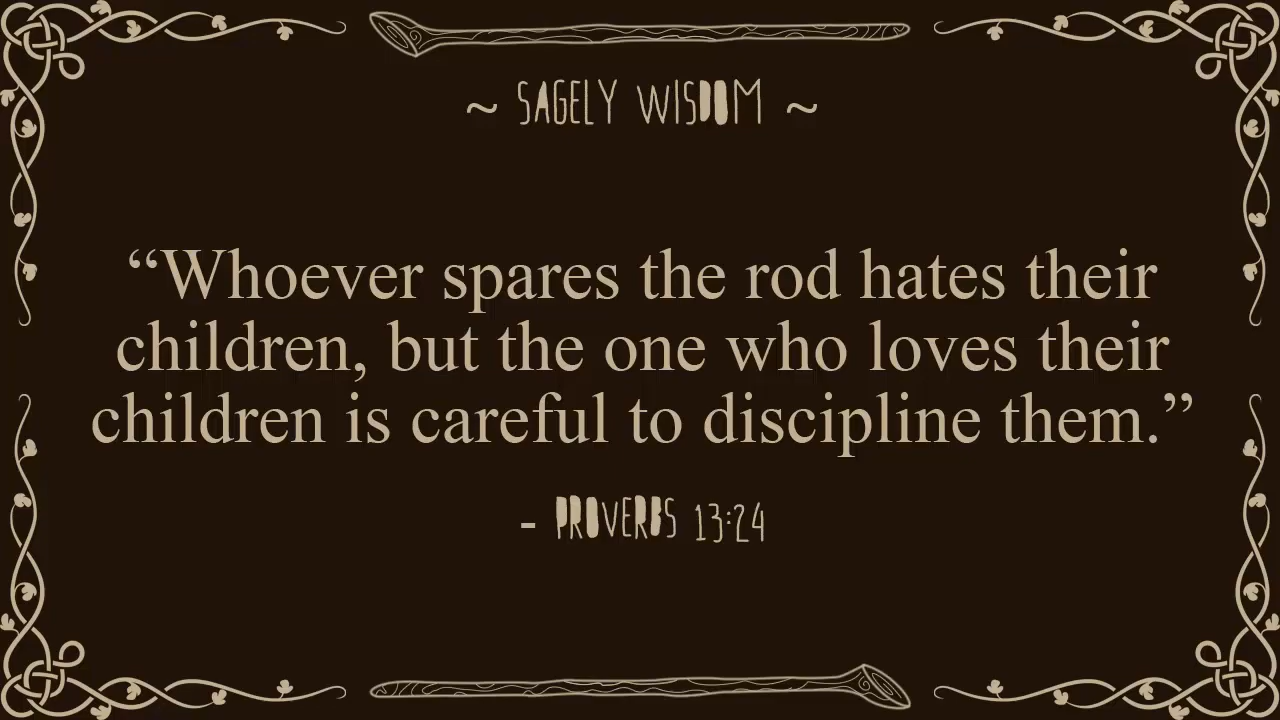 ~ SAGELY WISDOM ~
“Whoever spares the rod hates their
children, but the one who loves their
children is careful to discipline them.”
- PROVERBS 13:24